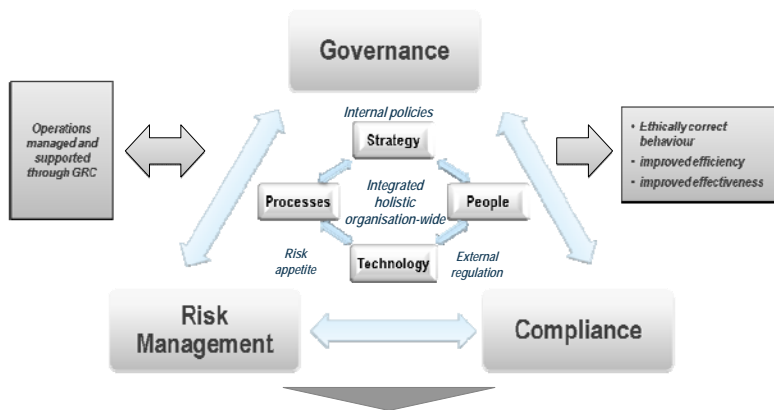 Governance
Operations
managed and
supported
through GRC
Internal policies
Strategy
Processes
Integrated
holistic
organisation-wide
People
Risk
appetite
Technology
External
regulation
• Ethically correct
behaviour
• improved efficiency
• improved effectiveness
Risk
Management
Compliance